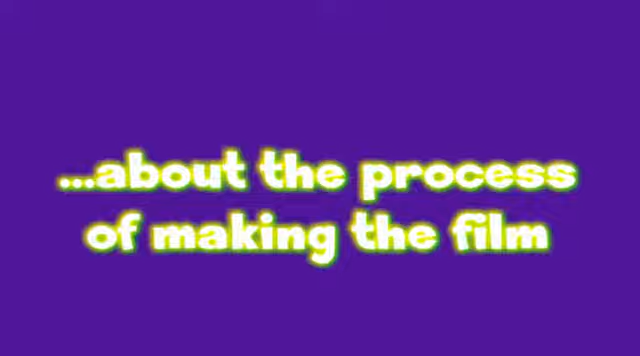 ...about the process
of making the film